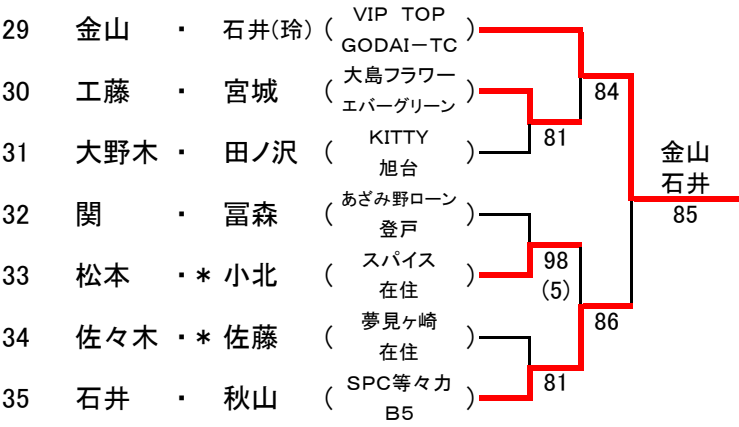 29 金山 ・ 石井(玲) ( VIP TOP GODAI－TC )
84
30 工藤 ・ 宮城 ( 大島フラワー エバーグリーン )
81
31 大野木 ・ 田ノ沢 ( KITTY 旭台 )
金山
石井
85
32 関 ・ 冨森 ( あざみ野ローン 登戸 )
33 松本 ・＊ 小北 ( スパイス 在住 )
98
(5)
86
34 佐々木 ・＊ 佐藤 ( 夢見ヶ崎 在住 )
81
35 石井 ・ 秋山 ( SPC等々力 B5 )